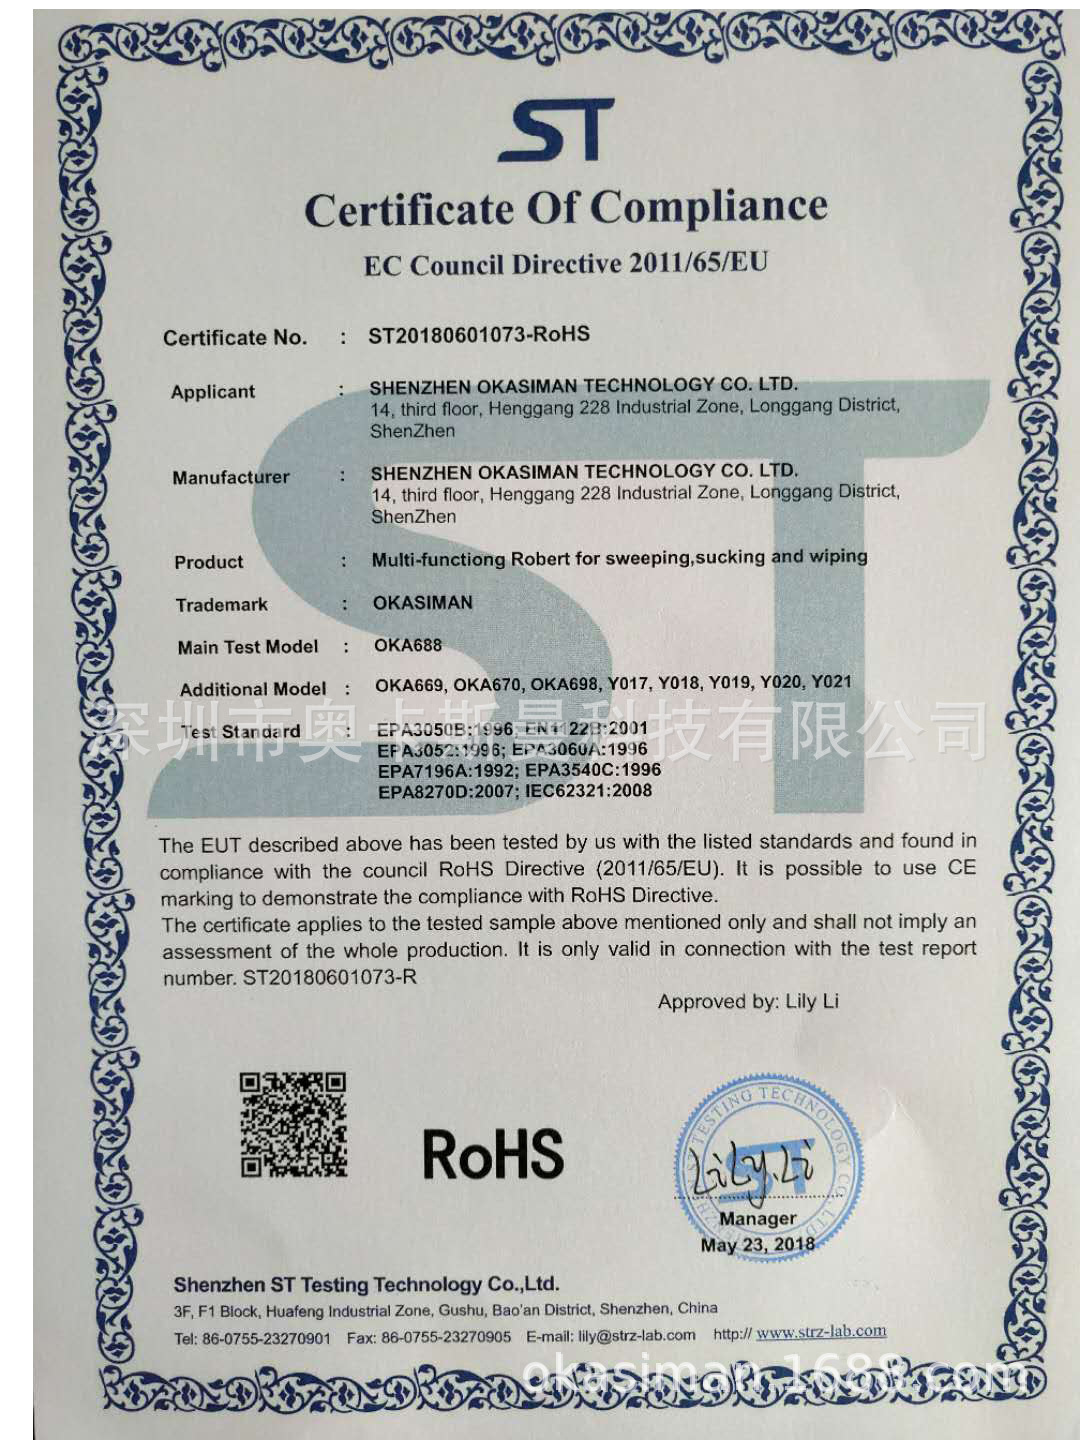 ST
Certificate Of Compliance
EC Council Directive 2011/65/EU
Certificate No. : ST20180601073-RoHS
Applicant : SHENZHEN OKASIMAN TECHNOLOGY CO. LTD.
14, third floor, Henggang 228 Industrial Zone, Longgang District,
ShenZhen
Manufacturer : SHENZHEN OKASIMAN TECHNOLOGY CO. LTD.
14, third floor, Henggang 228 Industrial Zone, Longgang District,
ShenZhen
Product : Multi-functiong Robert for sweeping,sucking and wiping
Trademark : OKASIMAN
Main Test Model : OKA688
Additional Model : OKA669, OKA670, OKA698, Y017, Y018, Y019, Y020, Y021
深圳市奥卡斯曼科技有限公司
Test Standard : EPA3050B:1996; EN1122B:2001
EPA3052:1996; EPA3060A:1996
EPA7196A:1992; EPA3540C:1996
EPA8270D:2007; IEC62321:2008
ST
The EUT described above has been tested by us with the listed standards and found in
compliance with the council RoHS Directive (2011/65/EU). It is possible to use CE
marking to demonstrate the compliance with RoHS Directive.
The certificate applies to the tested sample above mentioned only and shall not imply an
assessment of the whole production. It is only valid in connection with the test report
number. ST20180601073-R
Approved by: Lily Li
RoHS
SHENZHEN ST TESTING TECHNOLOGY CO., LTD.
ST
Lily.Li
Manager
May 23, 2018
Shenzhen ST Testing Technology Co.,Ltd.
3F, F1 Block, Huafeng Industrial Zone, Gushu, Bao'an District, Shenzhen, China
Tel: 86-0755-23270901 Fax: 86-0755-23270905 E-mail: lily@strz-lab.com http:// www.strz-lab.com
okasiman.1688.com